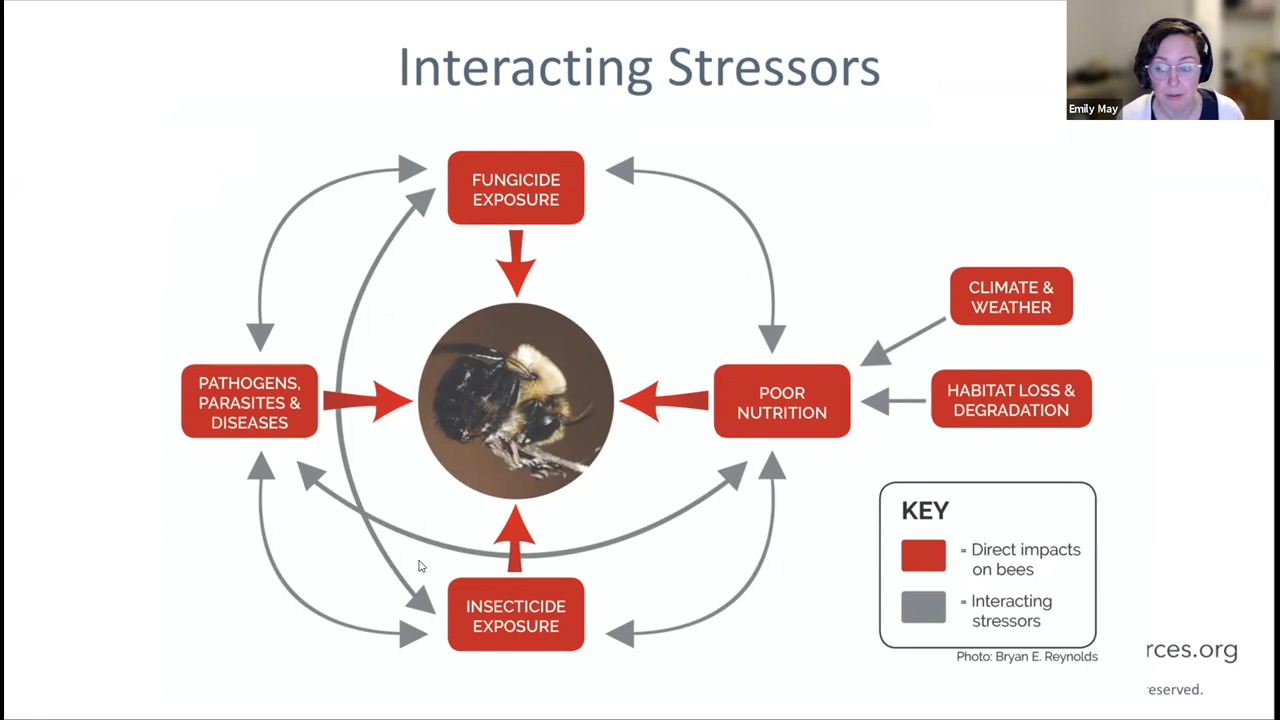 Interacting Stressors
Emily May
FUNGICIDE
EXPOSURE
CLIMATE &
WEATHER
PATHOGENS,
PARASITES &
DISEASES
POOR
NUTRITION
HABITAT LOSS &
DEGRADATION
INSECTICIDE
EXPOSURE
KEY
= Direct impacts
on bees
= Interacting
stressors
Photo: Bryan E. Reynolds
rces.org
eserved.